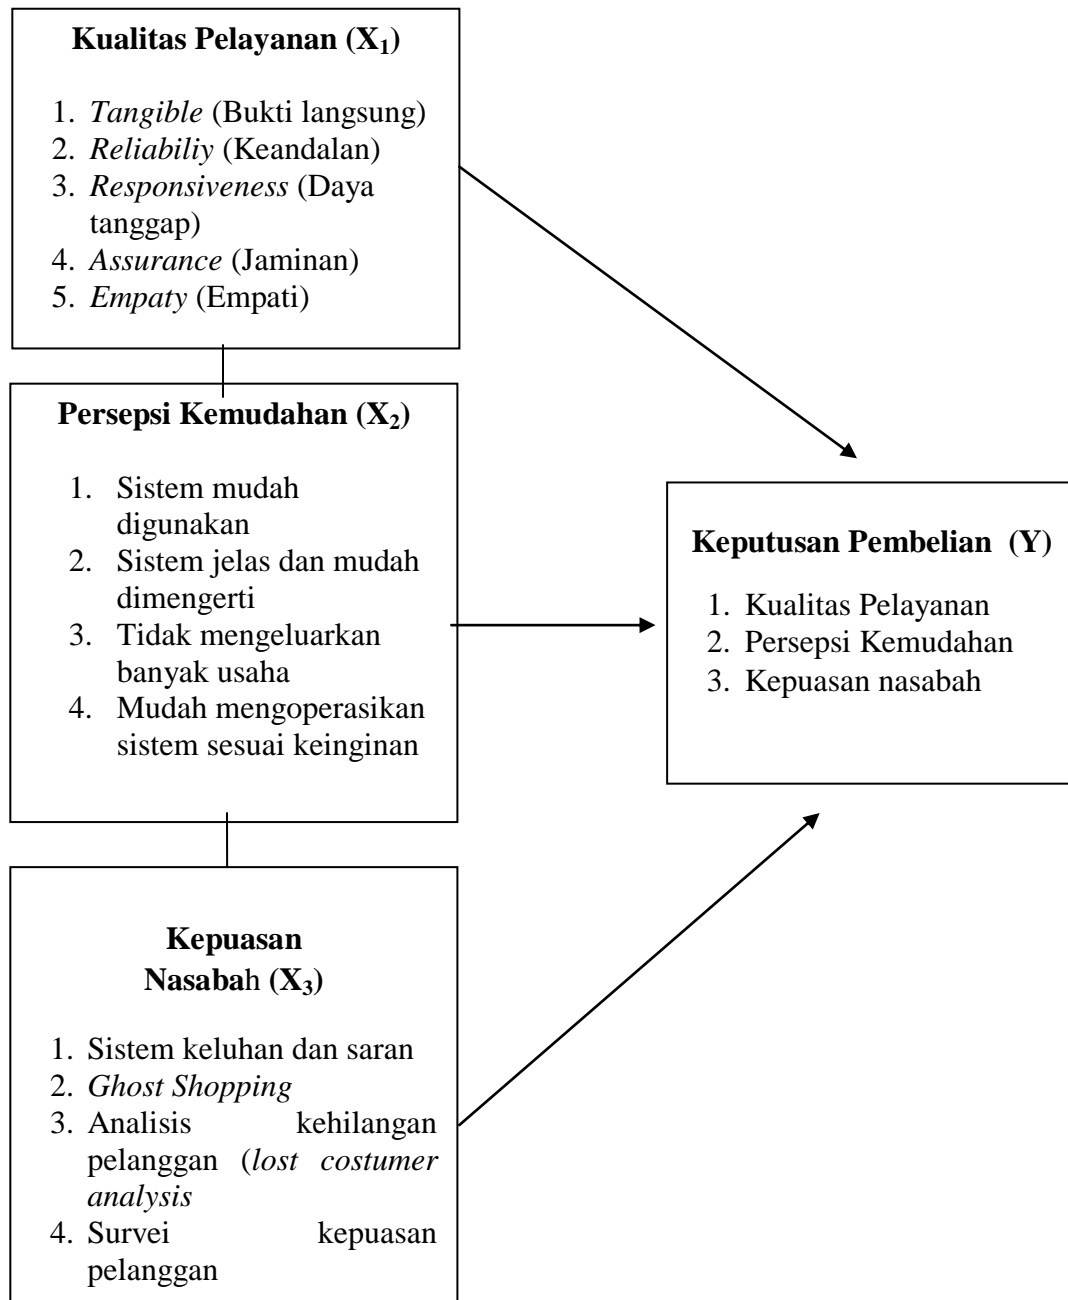 Kualitas Pelayanan (X₁)
1. Tangible (Bukti langsung)
2. Reliabiliy (Keandalan)
3. Responsiveness (Daya
tanggap)
4. Assurance (Jaminan)
5. Empaty (Empati)
Persepsi Kemudahan (X₂)
1. Sistem mudah
digunakan
2. Sistem jelas dan mudah
dimengerti
3. Tidak mengeluarkan
banyak usaha
4. Mudah mengoperasikan
sistem sesuai keinginan
Kepuasan
Nasabah (X₃)
1. Sistem keluhan dan saran
2. Ghost Shopping
3. Analisis kehilangan
pelanggan (lost costumer
analysis
4. Survei kepuasan
pelanggan
Keputusan Pembelian (Y)
1. Kualitas Pelayanan
2. Persepsi Kemudahan
3. Kepuasan nasabah